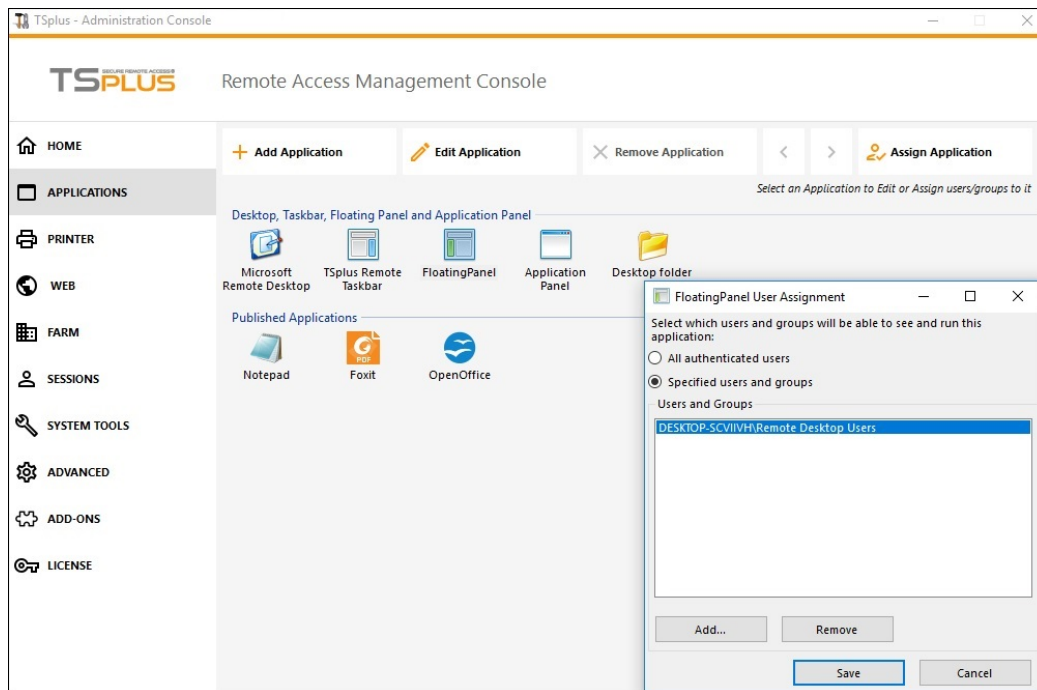 TSplus - Administration Console
TSPLUS
SECURE REMOTE ACCESS
Remote Access Management Console
HOME
APPLICATIONS
PRINTER
WEB
FARM
SESSIONS
SYSTEM TOOLS
ADVANCED
ADD-ONS
LICENSE
Add Application
Edit Application
Remove Application
Assign Application
Select an Application to Edit or Assign users/groups to it
Desktop, Taskbar, Floating Panel and Application Panel
Microsoft
Remote Desktop
TSplus Remote
Taskbar
FloatingPanel
Application
Panel
Desktop folder
Published Applications
Notepad
PDF
Foxit
OpenOffice
FloatingPanel User Assignment
Select which users and groups will be able to see and run this
application:
All authenticated users
Specified users and groups
Users and Groups
DESKTOP-SCVIIVH\Remote Desktop Users
Add...
Remove
Save
Cancel